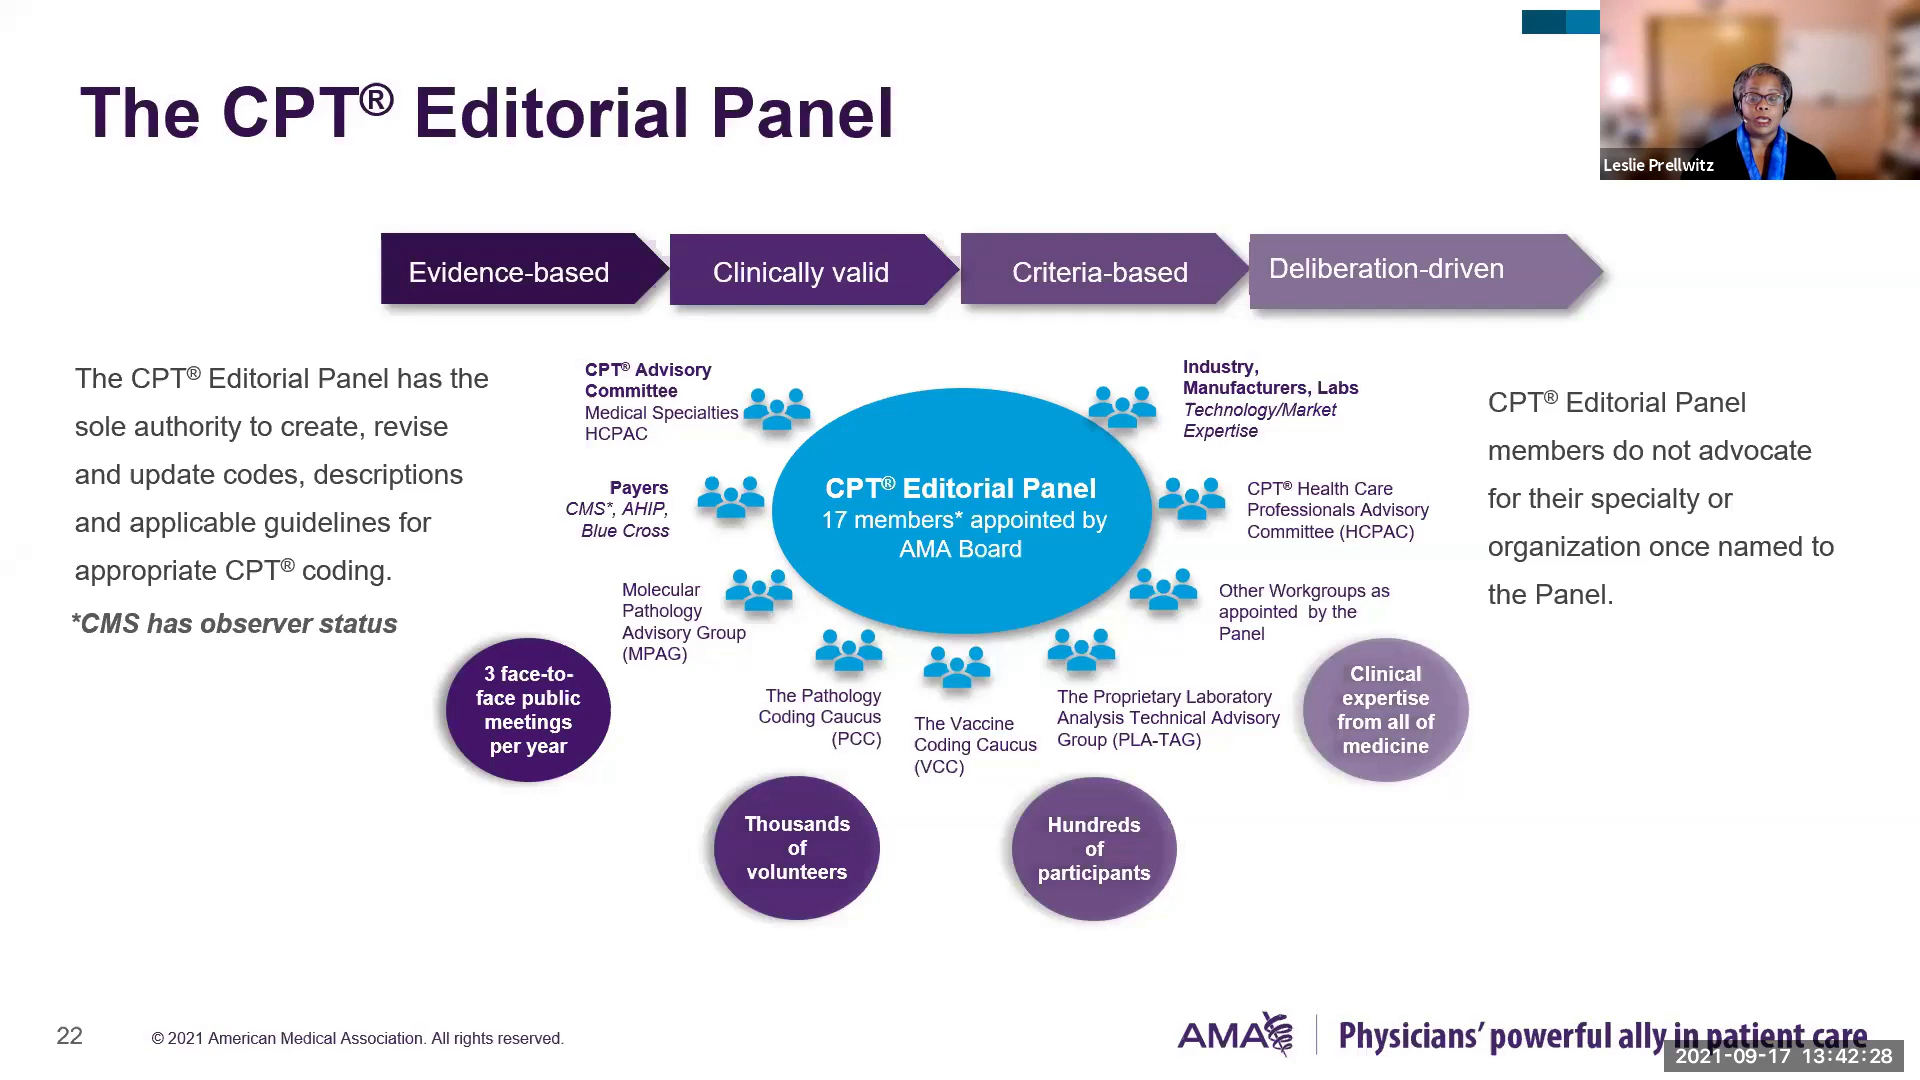 The CPT® Editorial Panel
Leslie Prellwitz
Evidence-based
Clinically valid
Criteria-based
Deliberation-driven
The CPT® Editorial Panel has the
sole authority to create, revise
and update codes, descriptions
and applicable guidelines for
appropriate CPT® coding.
*CMS has observer status
CPT® Advisory
Committee
Medical Specialties
HCPAC
Payers
CMS*, AHIP,
Blue Cross
Molecular
Pathology
Advisory Group
(MPAG)
The Pathology
Coding Caucus
(PCC)
The Vaccine
Coding Caucus
(VCC)
The Proprietary Laboratory
Analysis Technical Advisory
Group (PLA-TAG)
Other Workgroups as
appointed by the
Panel
CPT® Health Care
Professionals Advisory
Committee (HCPAC)
Industry,
Manufacturers, Labs
Technology/Market
Expertise
CPT® Editorial Panel
17 members* appointed by
AMA Board
CPT® Editorial Panel
members do not advocate
for their specialty or
organization once named to
the Panel.
3 face-to-
face public
meetings
per year
Thousands
of
volunteers
Hundreds
of
participants
Clinical
expertise
from all of
medicine
22
© 2021 American Medical Association. All rights reserved.
AMA
Physicians' powerful ally in patient care
2021-09-17 13:42:28